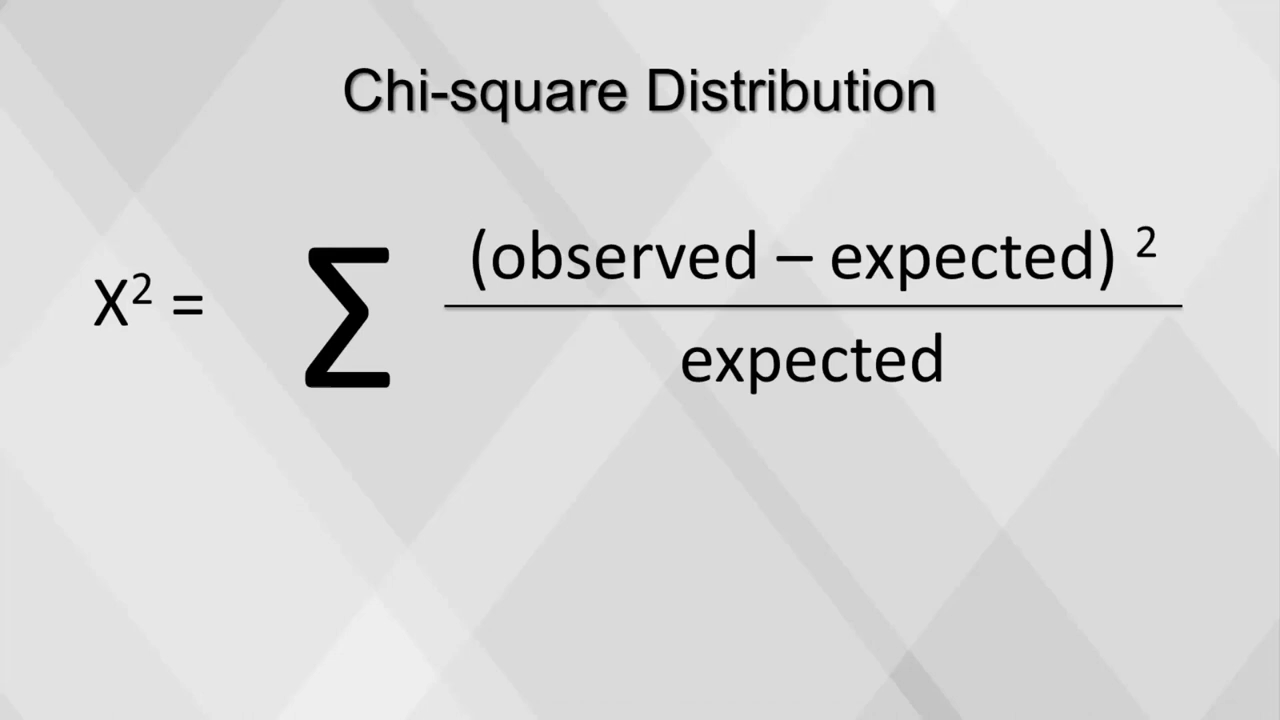 Chi-square Distribution
X² = Σ (observed – expected) ²
expected